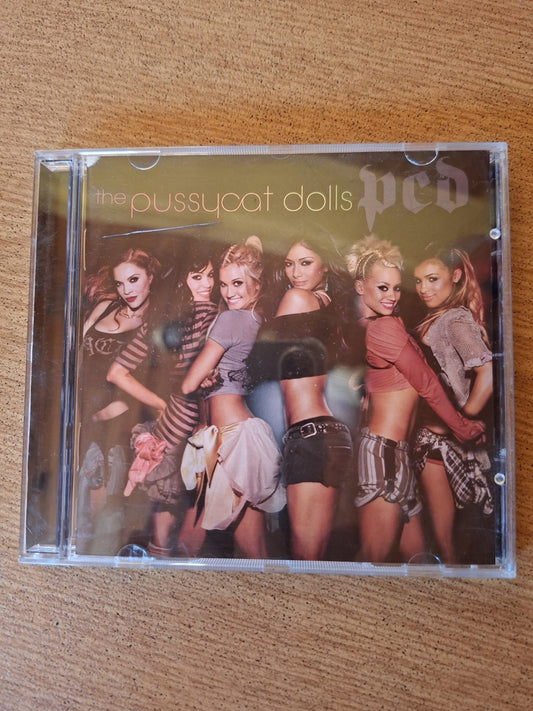 the pussycat dolls pcd